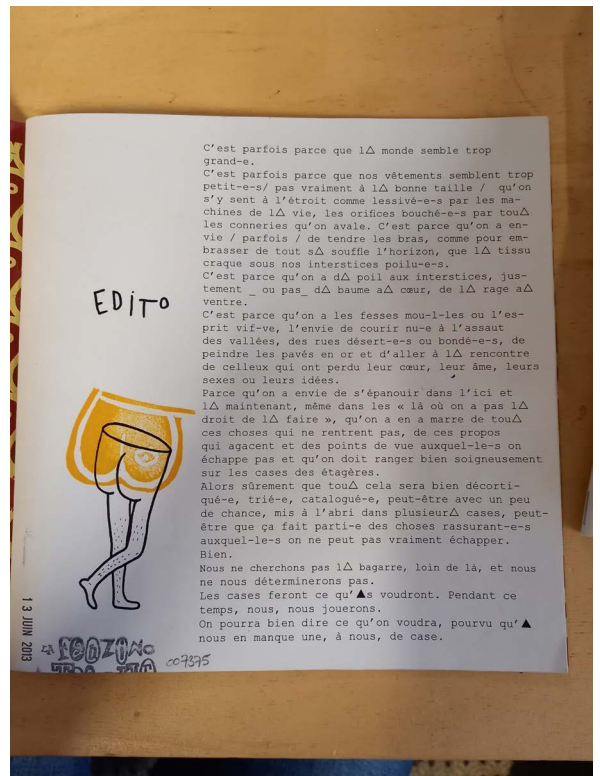 EDITO
C'est parfois parce que l△ monde semble trop
grand-e.
C'est parfois parce que nos vêtements semblent trop
petit-e-s/ pas vraiment à l△ bonne taille / qu'on
s'y sent à l'étroit comme lessivé-e-s par les ma-
chines de l△ vie, les orifices bouché-e-s par tou△
les conneries qu'on avale. C'est parce qu'on a en-
vie / parfois / de tendre les bras, comme pour em-
brasser de tout s△ souffle l'horizon, que l△ tissu
craque sous nos interstices poilu-e-s.
C'est parce qu'on a d△ poil aux interstices, jus-
tement _ ou pas_ d△ baume a△ cœur, de l△ rage a△
ventre.
C'est parce qu'on a les fesses mou-l-les ou l'es-
prit vif-ve, l'envie de courir nu-e à l'assaut
des vallées, des rues désert-e-s ou bondé-e-s, de
peindre les pavés en or et d'aller à l△ rencontre
de celleux qui ont perdu leur cœur, leur âme, leurs
sexes ou leurs idées.
Parce qu'on a envie de s'épanouir dans l'ici et
l△ maintenant, même dans les « là où on a pas l△
droit de l△ faire », qu'on a en a marre de tou△
ces choses qui ne rentrent pas, de ces propos
qui agacent et des points de vue auxquel-le-s on
échappe pas et qu'on doit ranger bien soigneusement
sur les cases des étagères.
Alors sûrement que tou△ cela sera bien décorti-
qué-e, trié-e, catalogué-e, peut-être avec un peu
de chance, mis à l'abri dans plusieur△ cases, peut-
être que ça fait parti-e des choses rassurant-e-s
auxquel-le-s on ne peut pas vraiment échapper.
Bien.
Nous ne cherchons pas l△ bagarre, loin de là, et nous
ne nous déterminerons pas.
Les cases feront ce qu'▲s voudront. Pendant ce
temps, nous, nous jouerons.
On pourra bien dire ce qu'on voudra, pourvu qu'▲
nous en manque une, à nous, de case.
13 JUIN 2013
007375